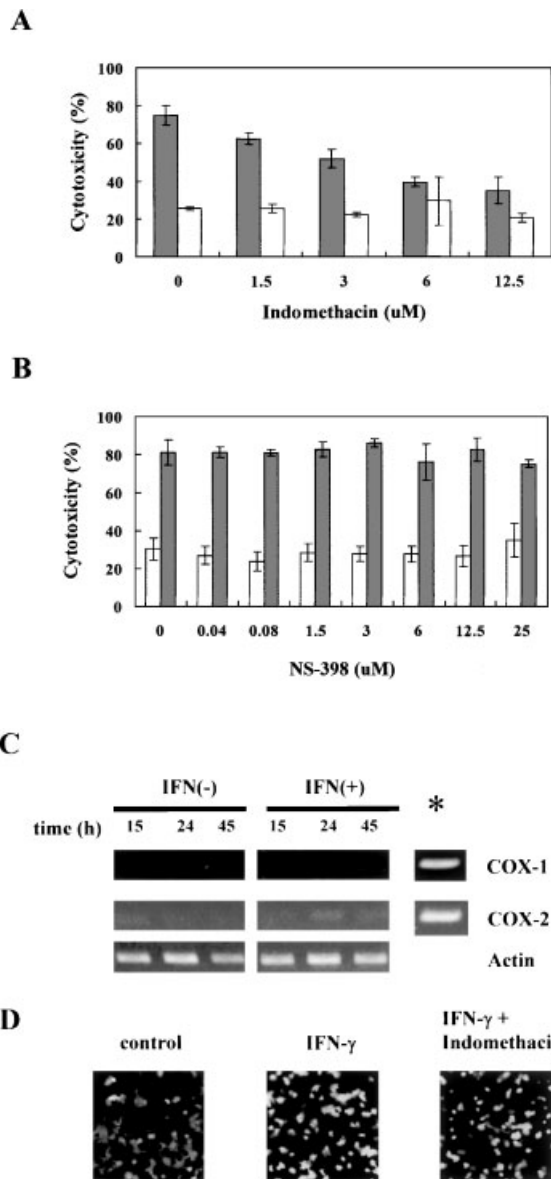 A
Cytotoxicity (%)
100
80
60
40
20
0
0 1.5 3 6 12.5
Indomethacin (uM)
B
Cytotoxicity (%)
100
80
60
40
20
0
0 0.04 0.08 1.5 3 6 12.5 25
NS-398 (uM)
C
IFN(-) IFN(+) *
time (h) 15 24 45 15 24 45
COX-1
COX-2
Actin
D
control IFN-γ IFN-γ +
Indomethaci